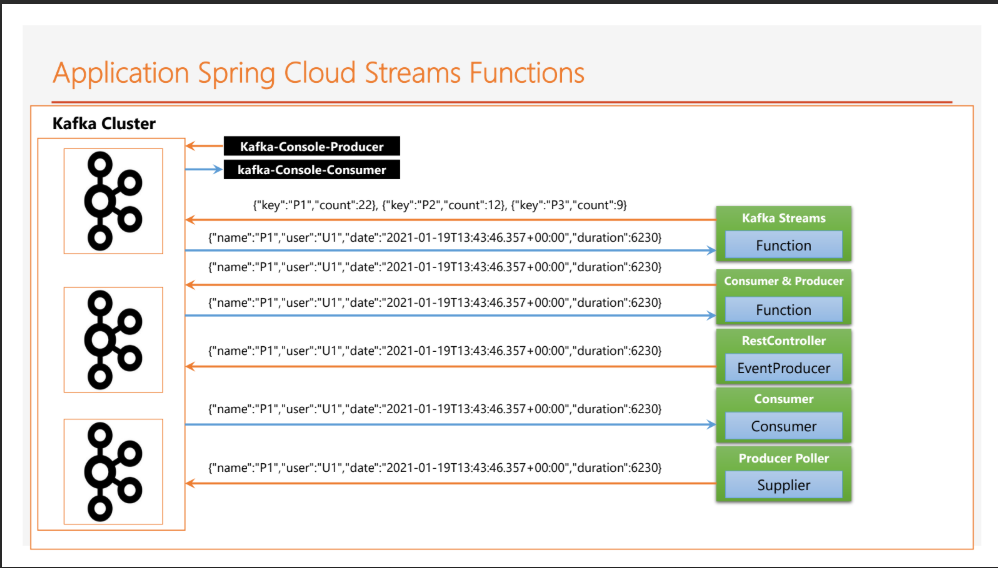 Application Spring Cloud Streams Functions
Kafka Cluster
Kafka-Console-Producer
kafka-Console-Consumer
{"key":"P1","count":22}, {"key":"P2","count":12}, {"key":"P3","count":9}
Kafka Streams
{"name":"P1","user":"U1","date":"2021-01-19T13:43:46.357+00:00","duration":6230}
Function
{"name":"P1","user":"U1","date":"2021-01-19T13:43:46.357+00:00","duration":6230}
Consumer & Producer
{"name":"P1","user":"U1","date":"2021-01-19T13:43:46.357+00:00","duration":6230}
Function
RestController
{"name":"P1","user":"U1","date":"2021-01-19T13:43:46.357+00:00","duration":6230}
EventProducer
Consumer
{"name":"P1","user":"U1","date":"2021-01-19T13:43:46.357+00:00","duration":6230}
Consumer
Producer Poller
{"name":"P1","user":"U1","date":"2021-01-19T13:43:46.357+00:00","duration":6230}
Supplier